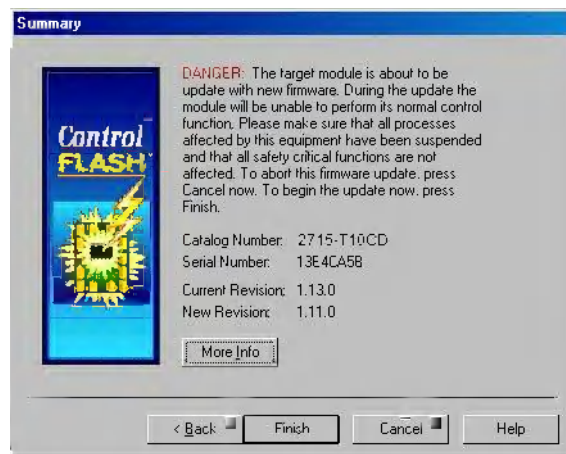 Summary
Control
FLASH
DANGER: The target module is about to be
update with new firmware. During the update the
module will be unable to perform its normal control
function. Please make sure that all processes
affected by this equipment have been suspended
and that all safety critical functions are not
affected. To abort this firmware update. press
Cancel now. To begin the update now. press
Finish.
Catalog Number: 2715-T10CD
Serial Number: 13E4CA5B
Current Revision: 1.13.0
New Revision: 1.11.0
More Info
< Back
Finish
Cancel
Help